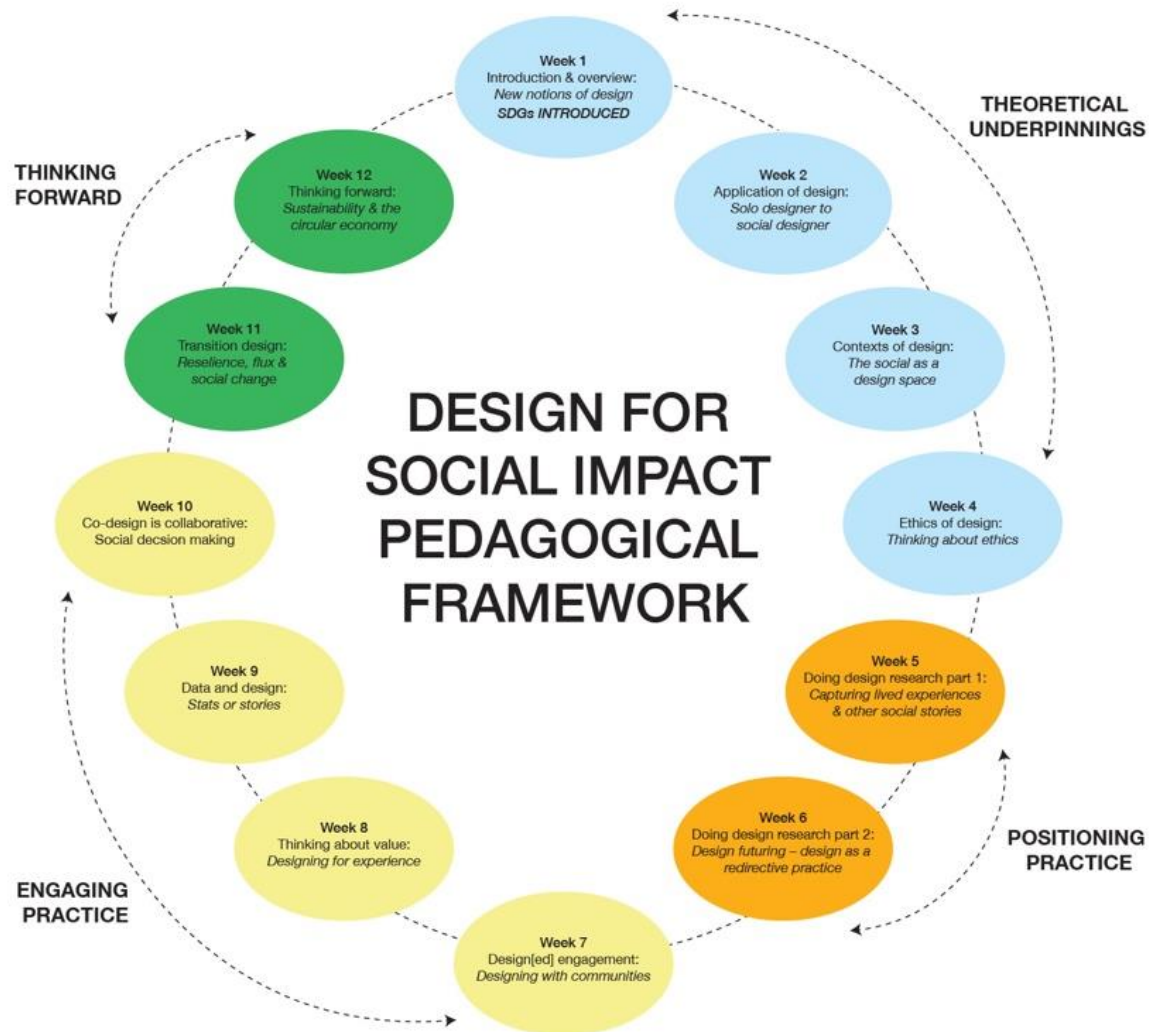 Week 1
Introduction & overview:
New notions of design
SDGs INTRODUCED
THEORETICAL
UNDERPINNINGS
Week 2
Application of design:
Solo designer to
social designer
Week 3
Contexts of design:
The social as a
design space
Week 4
Ethics of design:
Thinking about ethics
Week 5
Doing design research part 1:
Capturing lived experiences
& other social stories
Week 6
Doing design research part 2:
Design futuring – design as a
redirective practice
POSITIONING
PRACTICE
Week 7
Design[ed] engagement:
Designing with communities
Week 8
Thinking about value:
Designing for experience
ENGAGING
PRACTICE
Week 9
Data and design:
Stats or stories
Week 10
Co-design is collaborative:
Social decsion making
Week 11
Transition design:
Reselience, flux &
social change
Week 12
Thinking forward:
Sustainability & the
circular economy
THINKING
FORWARD
DESIGN FOR
SOCIAL IMPACT
PEDAGOGICAL
FRAMEWORK